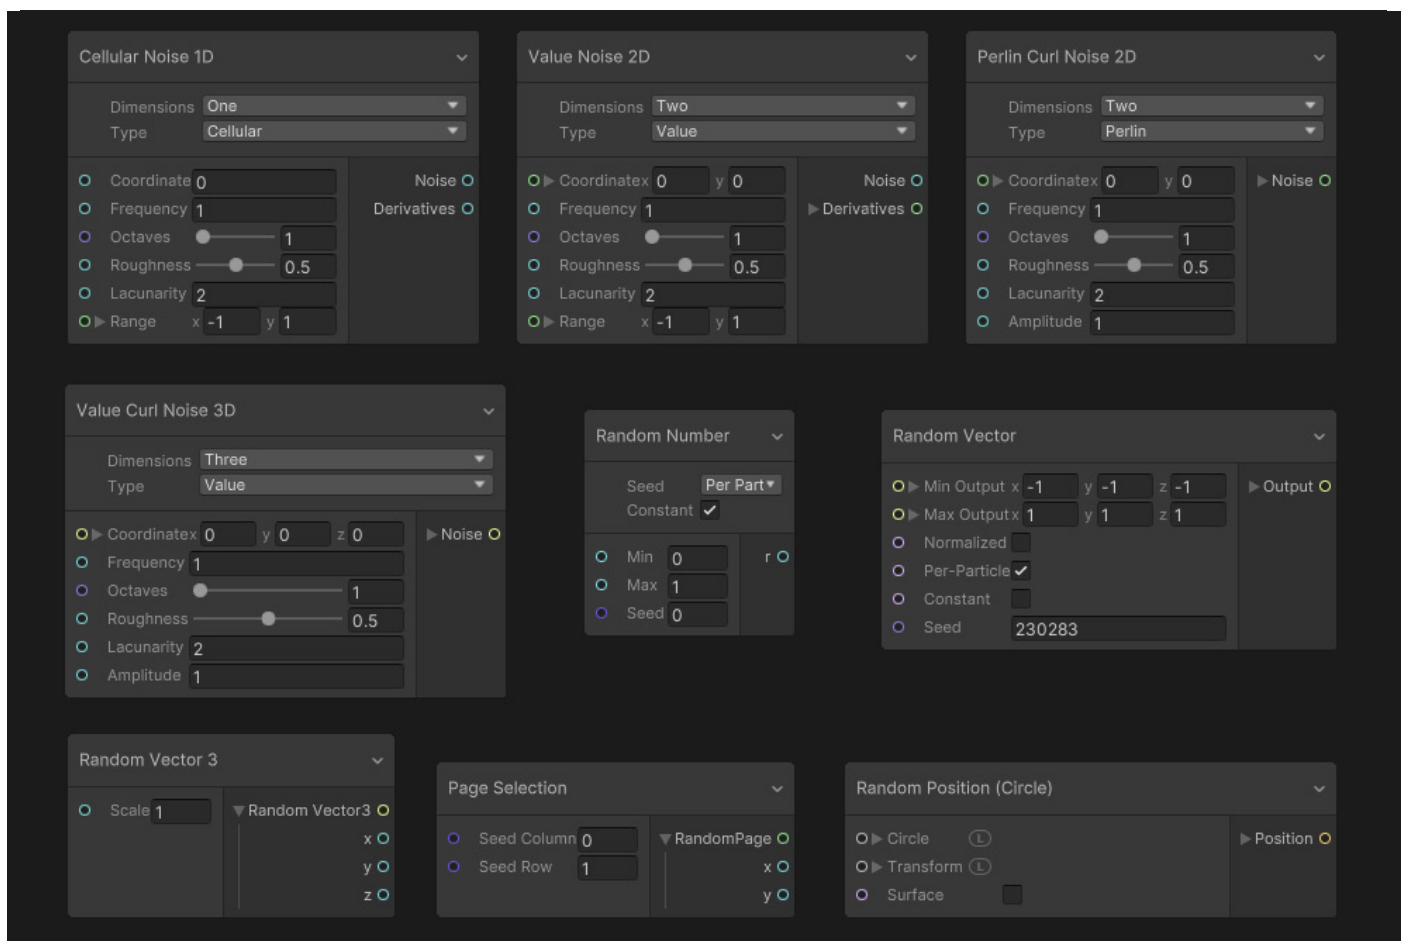 Cellular Noise 1D
Dimensions One
Type Cellular
Coordinate 0 Noise
Frequency 1 Derivatives
Octaves 1
Roughness 0.5
Lacunarity 2
Range x -1 y 1
Value Noise 2D
Dimensions Two
Type Value
Coordinate x 0 y 0 Noise
Frequency 1 Derivatives
Octaves 1
Roughness 0.5
Lacunarity 2
Range x -1 y 1
Perlin Curl Noise 2D
Dimensions Two
Type Perlin
Coordinate x 0 y 0 Noise
Frequency 1
Octaves 1
Roughness 0.5
Lacunarity 2
Amplitude 1
Value Curl Noise 3D
Dimensions Three
Type Value
Coordinate x 0 y 0 z 0 Noise
Frequency 1
Octaves 1
Roughness 0.5
Lacunarity 2
Amplitude 1
Random Number
Seed Per Part
Constant
Min 0 r
Max 1
Seed 0
Random Vector
Min Output x -1 y -1 z -1 Output
Max Output x 1 y 1 z 1
Normalized
Per-Particle
Constant
Seed 230283
Random Vector 3
Scale 1 Random Vector3
x
y
z
Page Selection
Seed Column 0 RandomPage
Seed Row 1 x
y
Random Position (Circle)
Circle L Position
Transform L
Surface